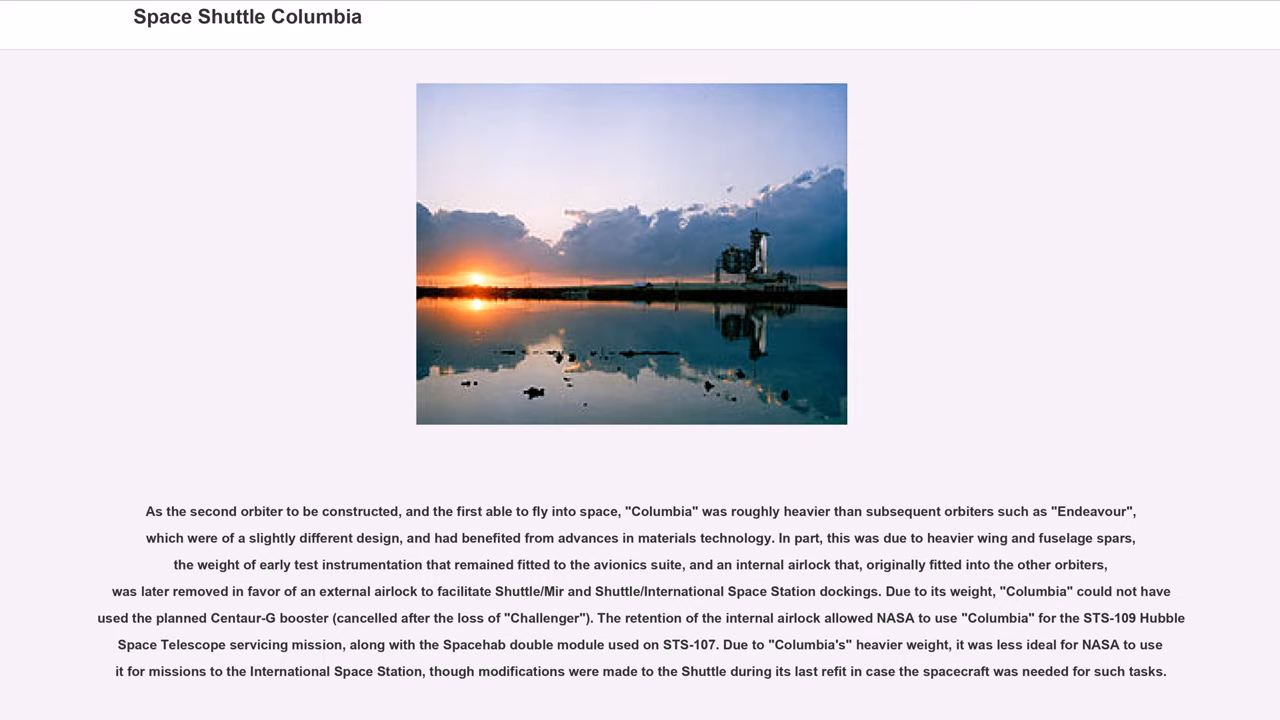 Space Shuttle Columbia
As the second orbiter to be constructed, and the first able to fly into space, "Columbia" was roughly heavier than subsequent orbiters such as "Endeavour",
which were of a slightly different design, and had benefited from advances in materials technology. In part, this was due to heavier wing and fuselage spars,
the weight of early test instrumentation that remained fitted to the avionics suite, and an internal airlock that, originally fitted into the other orbiters,
was later removed in favor of an external airlock to facilitate Shuttle/Mir and Shuttle/International Space Station dockings. Due to its weight, "Columbia" could not have
used the planned Centaur-G booster (cancelled after the loss of "Challenger"). The retention of the internal airlock allowed NASA to use "Columbia" for the STS-109 Hubble
Space Telescope servicing mission, along with the Spacehab double module used on STS-107. Due to "Columbia's" heavier weight, it was less ideal for NASA to use
it for missions to the International Space Station, though modifications were made to the Shuttle during its last refit in case the spacecraft was needed for such tasks.